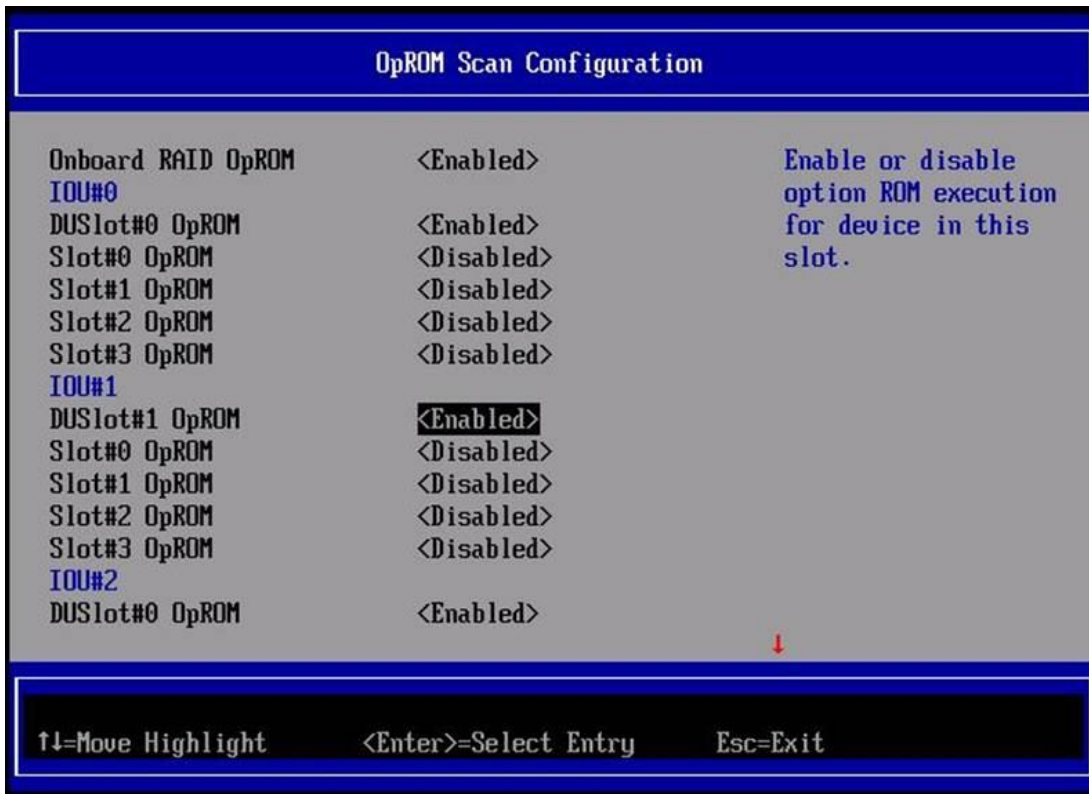 OpROM Scan Configuration
Onboard RAID OpROM <Enabled>
IOU#0
DUSlot#0 OpROM <Enabled>
Slot#0 OpROM <Disabled>
Slot#1 OpROM <Disabled>
Slot#2 OpROM <Disabled>
Slot#3 OpROM <Disabled>
IOU#1
DUSlot#1 OpROM <Enabled>
Slot#0 OpROM <Disabled>
Slot#1 OpROM <Disabled>
Slot#2 OpROM <Disabled>
Slot#3 OpROM <Disabled>
IOU#2
DUSlot#0 OpROM <Enabled>
Enable or disable
option ROM execution
for device in this
slot.
↓
↑↓=Move Highlight <Enter>=Select Entry Esc=Exit